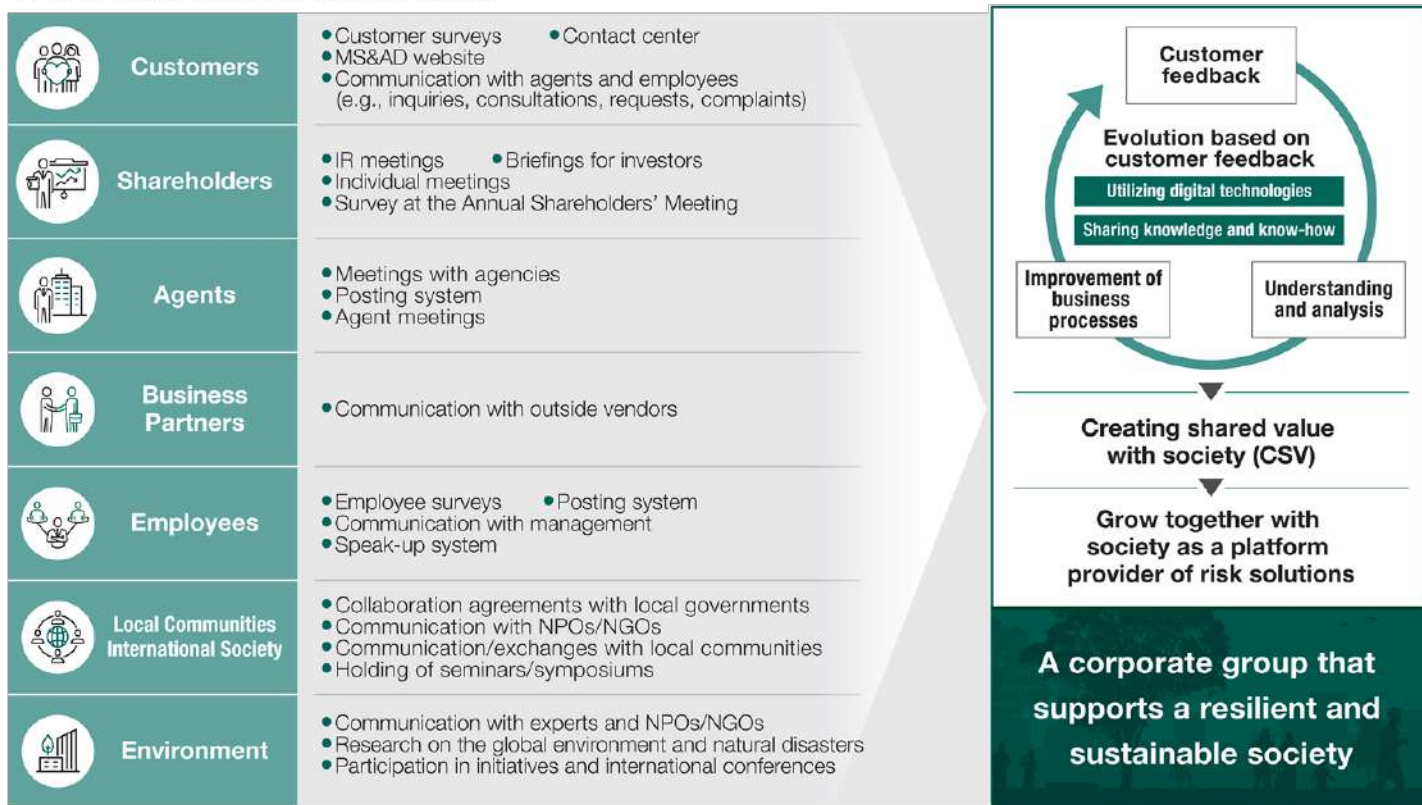 Customers
● Customer surveys ● Contact center
● MS&AD website
● Communication with agents and employees
(e.g., inquiries, consultations, requests, complaints)
Shareholders
● IR meetings ● Briefings for investors
● Individual meetings
● Survey at the Annual Shareholders' Meeting
Agents
● Meetings with agencies
● Posting system
● Agent meetings
Business
Partners
● Communication with outside vendors
Employees
● Employee surveys ● Posting system
● Communication with management
● Speak-up system
Local Communities
International Society
● Collaboration agreements with local governments
● Communication with NPOs/NGOs
● Communication/exchanges with local communities
● Holding of seminars/symposiums
Environment
● Communication with experts and NPOs/NGOs
● Research on the global environment and natural disasters
● Participation in initiatives and international conferences
Customer
feedback
Evolution based on
customer feedback
Utilizing digital technologies
Sharing knowledge and know-how
Improvement of
business
processes
Understanding
and analysis
Creating shared value
with society (CSV)
Grow together with
society as a platform
provider of risk solutions
A corporate group that
supports a resilient and
sustainable society